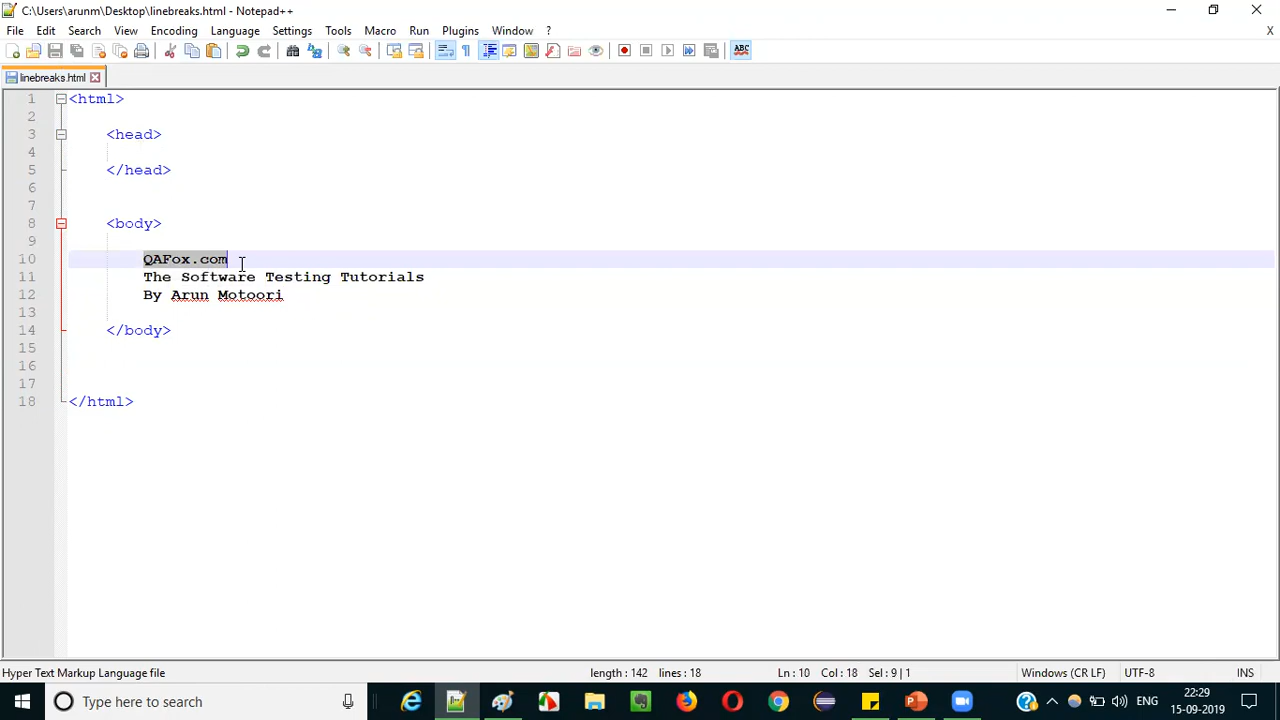 C:\Users\arunm\Desktop\linebreaks.html - Notepad++
File Edit Search View Encoding Language Settings Tools Macro Run Plugins Window ? X
ABC
linebreaks.html
1 <html>
2
3 <head>
4
5 </head>
6
7
8 <body>
9
10 QAFox.com
11 The Software Testing Tutorials
12 By Arun Motoori
13
14 </body>
15
16
17
18 </html>
Hyper Text Markup Language file length : 142 lines : 18 Ln : 10 Col : 18 Sel : 9 | 1 Windows (CR LF) UTF-8 INS
Type here to search ENG 22:29
15-09-2019